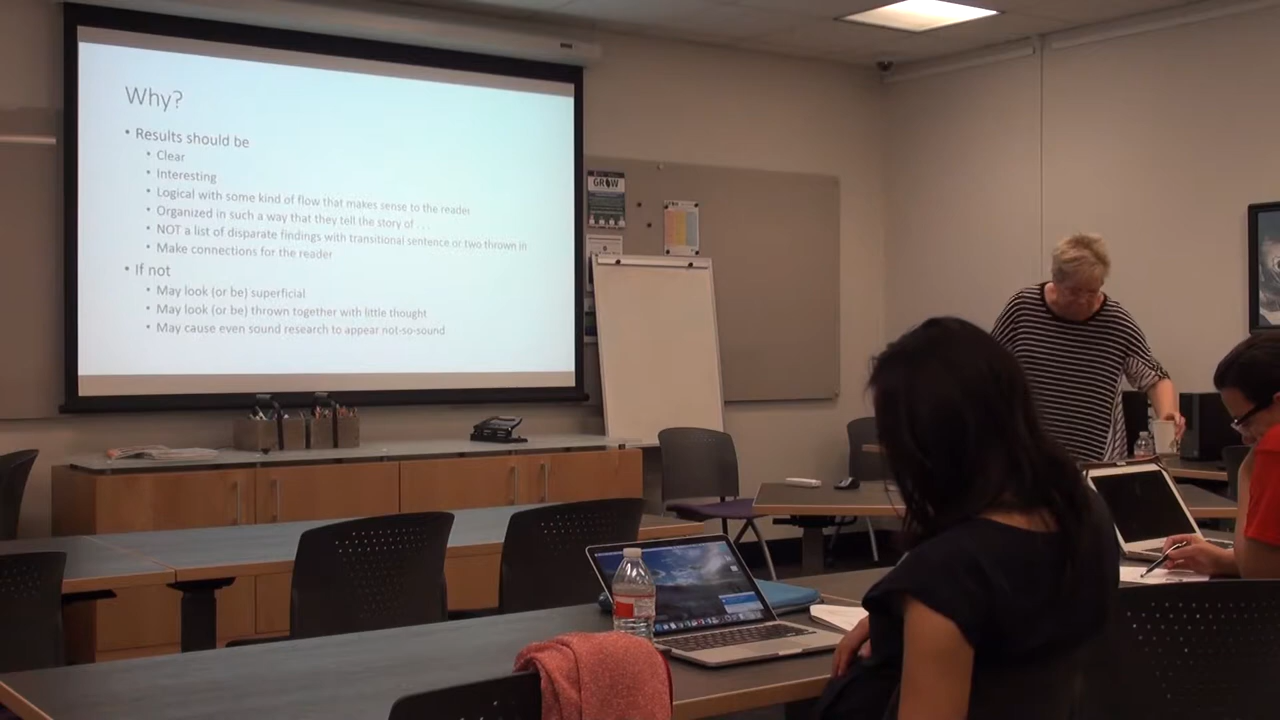 Why?
• Results should be
• Clear
• Interesting
• Logical with some kind of flow that makes sense to the reader
• Organized in such a way that they tell the story of . . .
• NOT a list of disparate findings with transitional sentence or two thrown in
• Make connections for the reader
• If not
• May look (or be) superficial
• May look (or be) thrown together with little thought
• May cause even sound research to appear not-so-sound
GROW